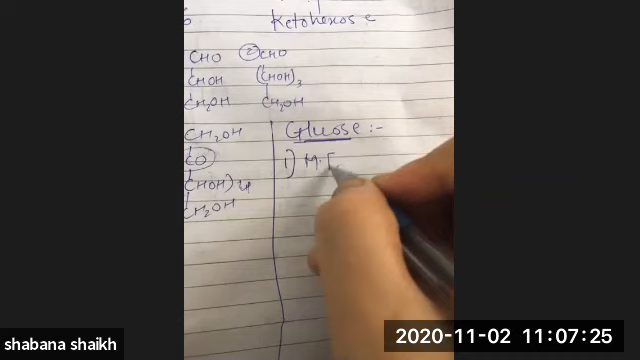 Ketohexose
CHO
CHOH
CH2OH
② CHO
(CHOH)3
CH2OH
CH2OH
CO
(CHOH)4
CH2OH
Glucose :-
1) M.F
shabana shaikh
2020-11-02 11:07:25